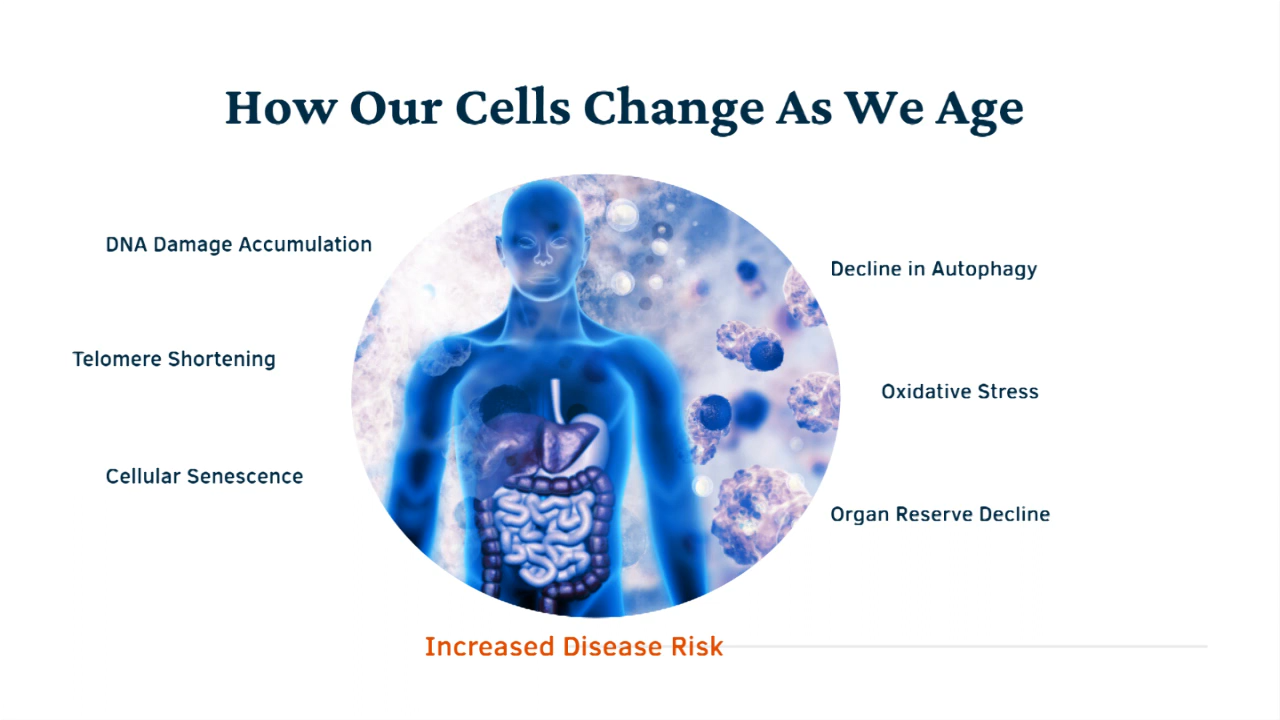 How Our Cells Change As We Age
DNA Damage Accumulation
Telomere Shortening
Cellular Senescence
Decline in Autophagy
Oxidative Stress
Organ Reserve Decline
Increased Disease Risk